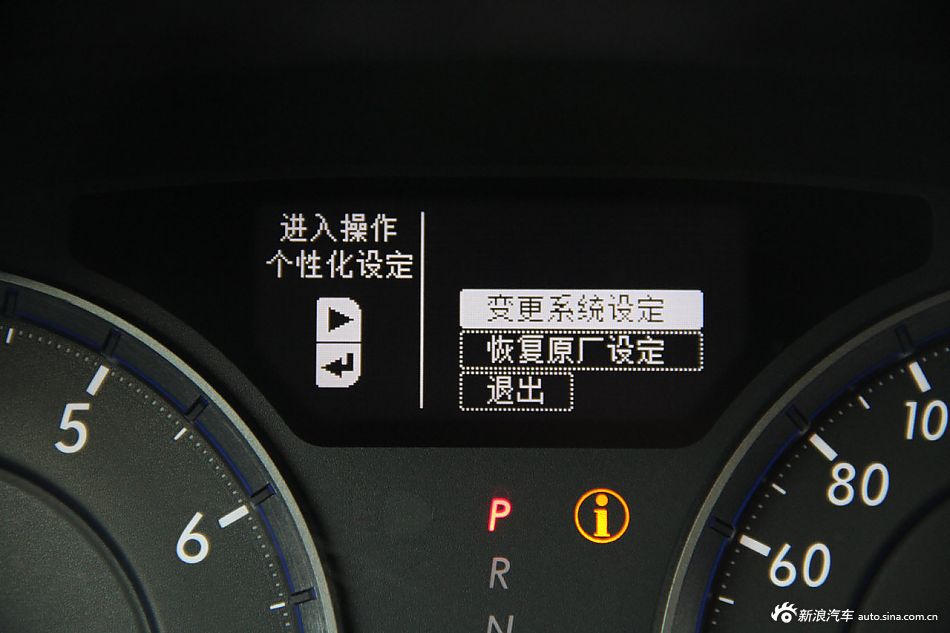 进入操作
个性化设定
变更系统设定
恢复原厂设定
退出
5
6
P
R
N
i
10
80
60
新浪汽车 auto.sina.com.cn